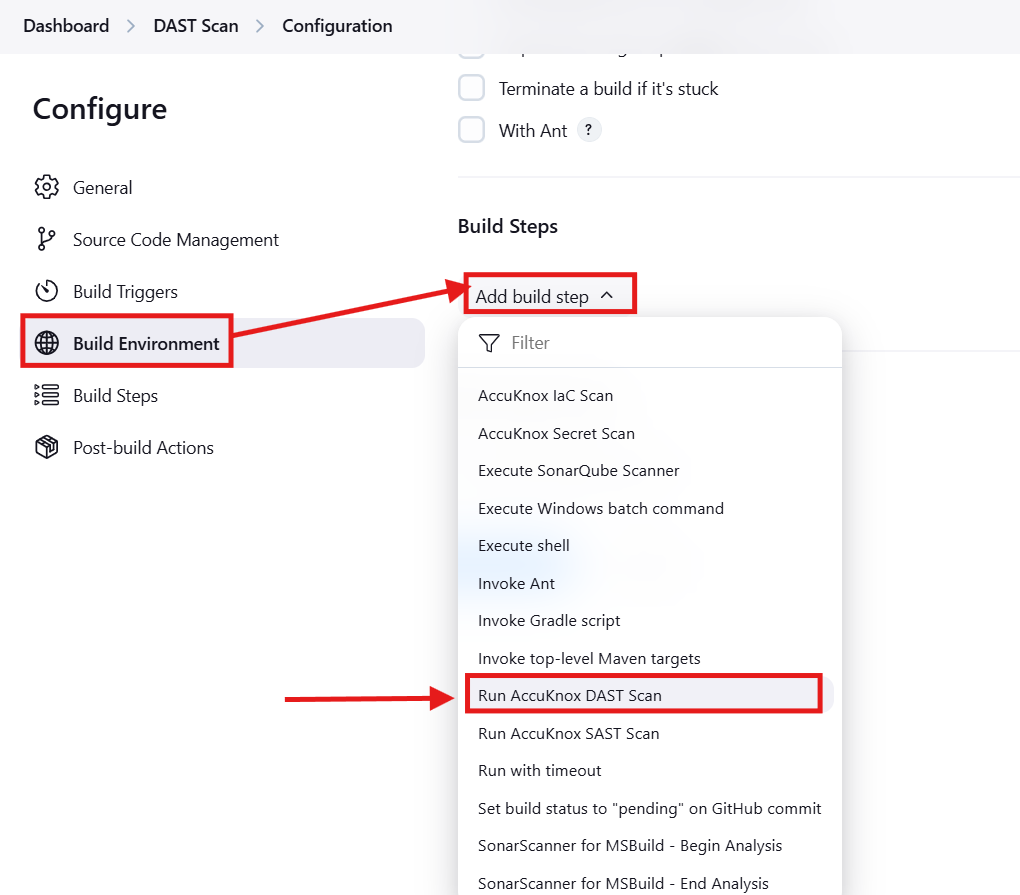 Dashboard > DAST Scan > Configuration
Configure
General
Source Code Management
Build Triggers
Build Environment
Build Steps
Post-build Actions
Terminate a build if it's stuck
With Ant ?
Build Steps
Add build step
Filter
AccuKnox IaC Scan
AccuKnox Secret Scan
Execute SonarQube Scanner
Execute Windows batch command
Execute shell
Invoke Ant
Invoke Gradle script
Invoke top-level Maven targets
Run AccuKnox DAST Scan
Run AccuKnox SAST Scan
Run with timeout
Set build status to "pending" on GitHub commit
SonarScanner for MSBuild - Begin Analysis
SonarScanner for MSBuild - End Analysis